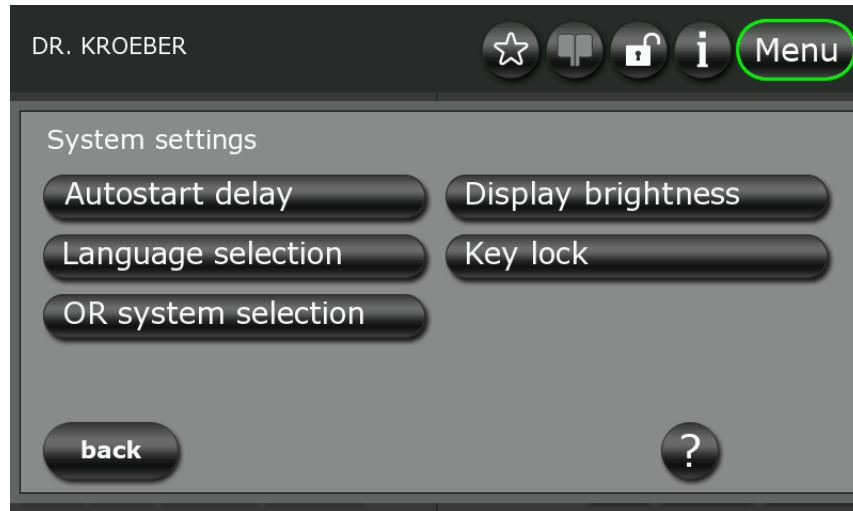 DR. KROEBER
i
Menu
System settings
Autostart delay
Display brightness
Language selection
Key lock
OR system selection
back
?